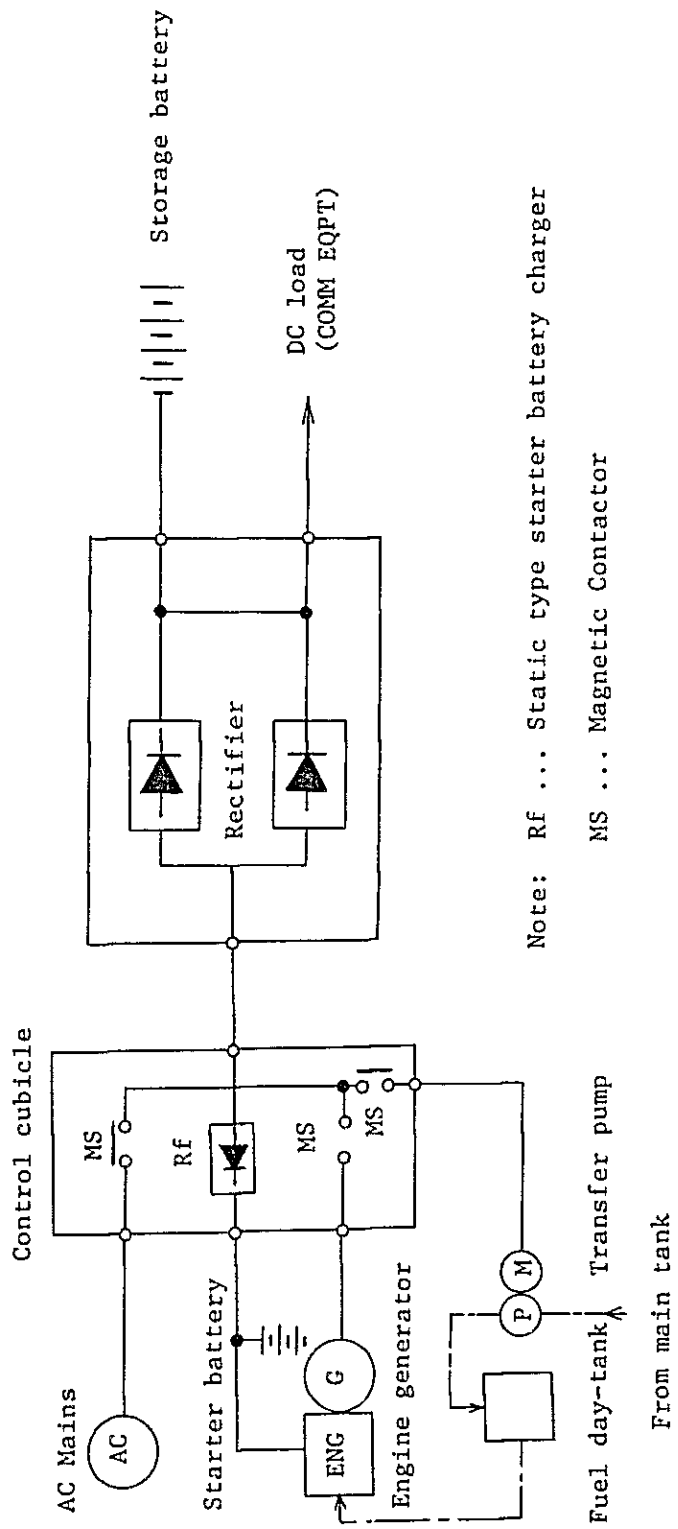 Control cubicle
AC Mains
AC
MS
Rf
MS
MS
Starter battery
ENG
G
Engine generator
P
M
Fuel day-tank
Transfer pump
From main tank
Rectifier
Storage battery
DC load
(COMM EQPT)
Note: Rf ... Static type starter battery charger
MS ... Magnetic Contactor